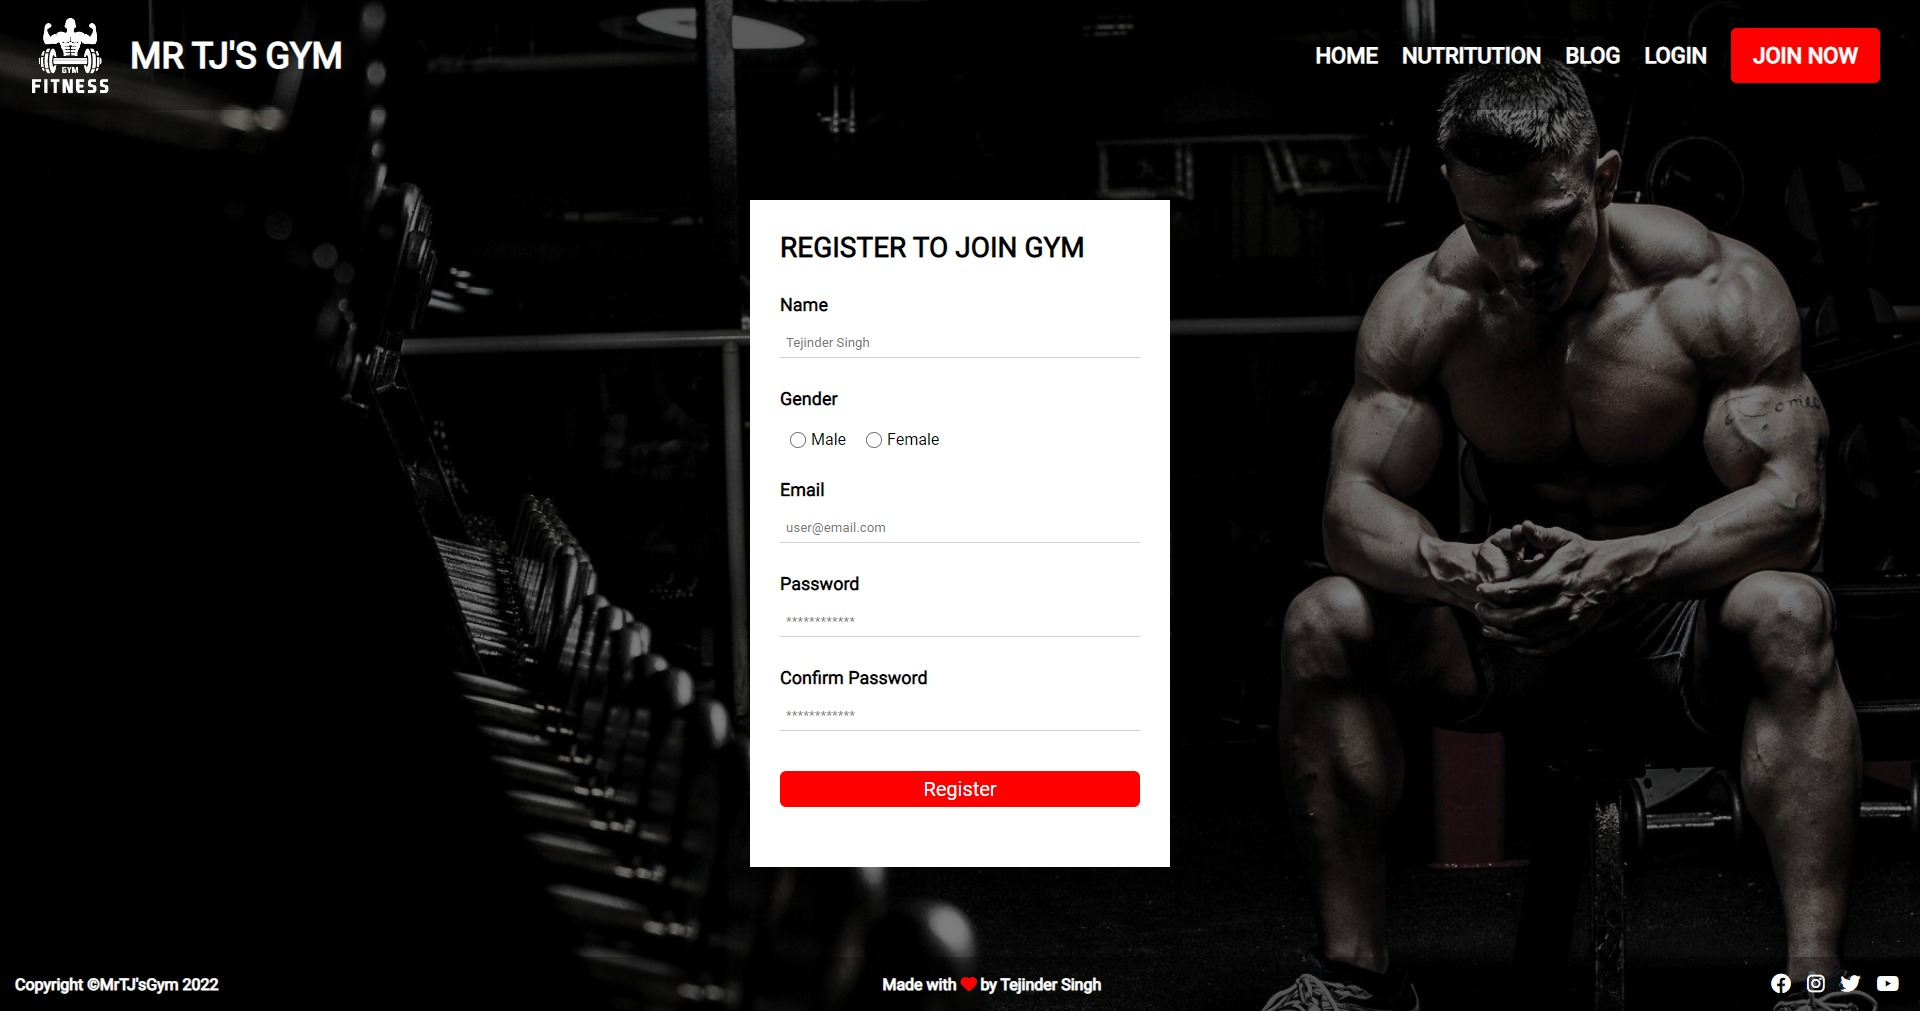 GYM
FITNESS
MR TJ'S GYM
HOME NUTRITUTION BLOG LOGIN JOIN NOW
REGISTER TO JOIN GYM
Name
Tejinder Singh
Gender
Male Female
Email
user@email.com
Password
************
Confirm Password
************
Register
Copyright ©MrTJ'sGym 2022
Made with ❤ by Tejinder Singh